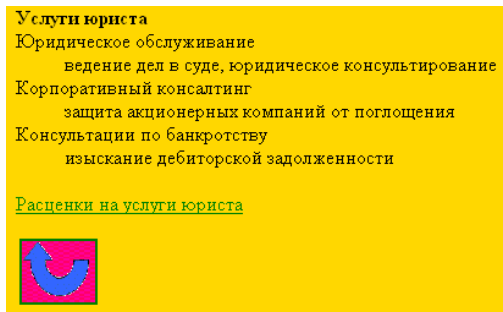 Услуги юриста
Юридическое обслуживание
ведение дел в суде, юридическое консультирование
Корпоративный консалтинг
защита акционерных компаний от поглощения
Консультации по банкротству
изыскание дебиторской задолженности
Расценки на услуги юриста